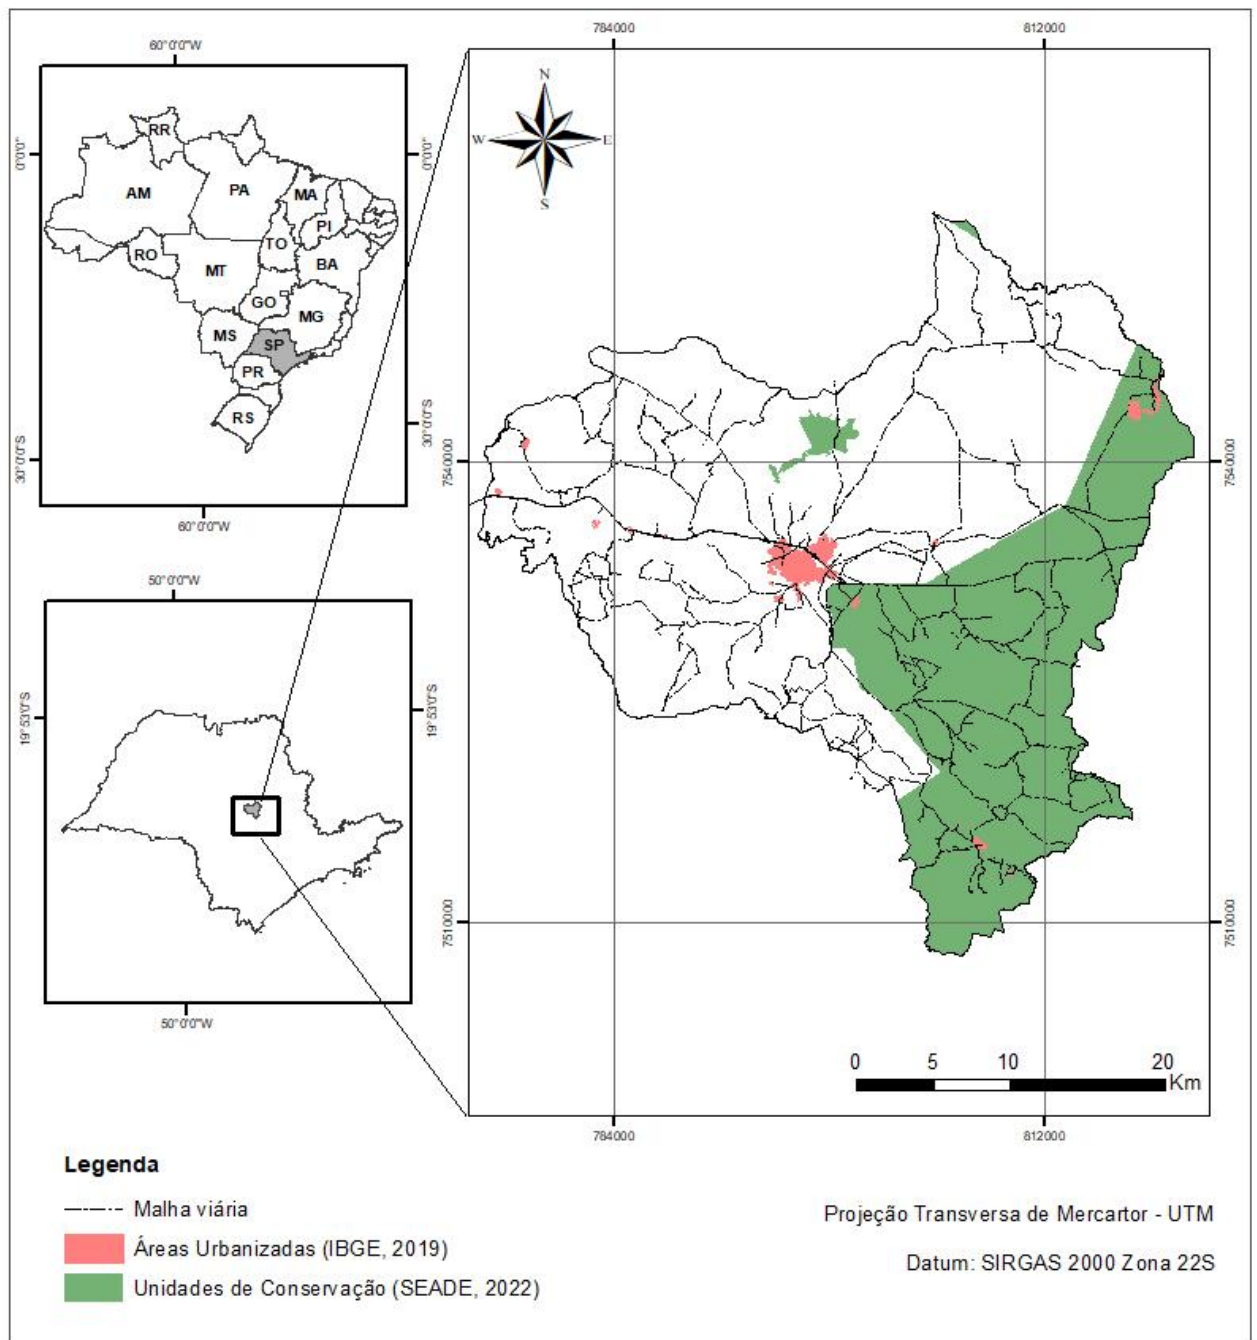 60°0'0"W
0°0'0"
0°0'0"
30°0'0"S
30°0'0"S
60°0'0"W
RR
AM
PA
MA
PI
RO
TO
MT
BA
GO
MG
MS
SP
PR
RS
50°0'0"W
19°53'0"S
19°53'0"S
50°0'0"W
784000
812000
N
W
E
S
7540000
7540000
7510000
7510000
0 5 10 20
Km
784000
812000
Legenda
Malha viária
Áreas Urbanizadas (IBGE, 2019)
Unidades de Conservação (SEADE, 2022)
Projeção Transversa de Mercartor - UTM
Datum: SIRGAS 2000 Zona 22S